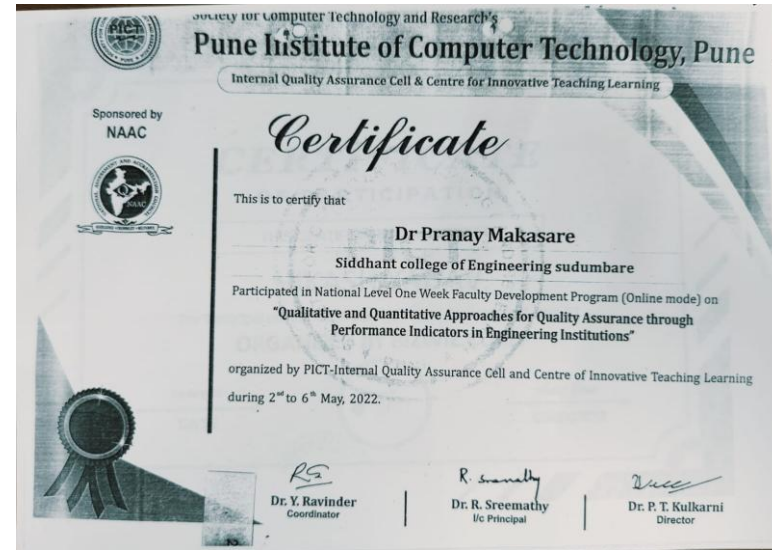 Society for Computer Technology and Research's
Pune Institute of Computer Technology, Pune
Internal Quality Assurance Cell & Centre for Innovative Teaching Learning
PICT
Sponsored by
NAAC
NAAC
Certificate
This is to certify that
Dr Pranay Makasare
Siddhant college of Engineering sudumbare
Participated in National Level One Week Faculty Development Program (Online mode) on
"Qualitative and Quantitative Approaches for Quality Assurance through
Performance Indicators in Engineering Institutions"
organized by PICT-Internal Quality Assurance Cell and Centre of Innovative Teaching Learning
during 2nd to 6th May, 2022.
R. Sreemathy
Dr. Y. Ravinder
Coordinator
Dr. R. Sreemathy
I/c Principal
Dr. P. T. Kulkarni
Director